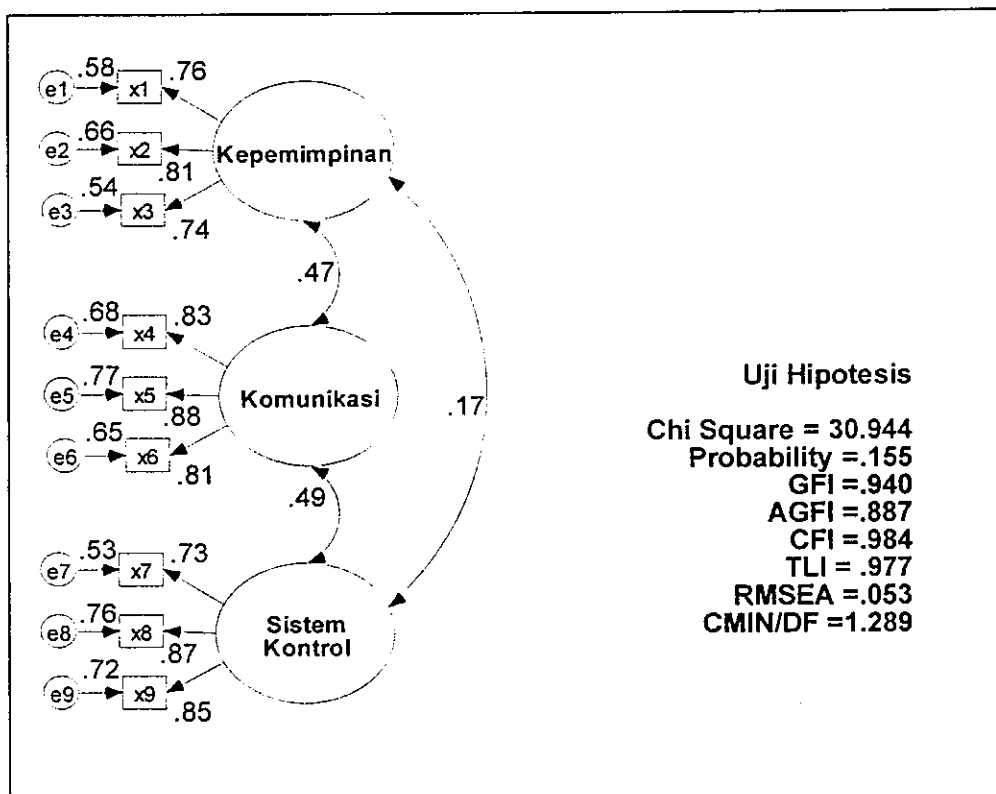 .58 .76
e1 x1
.66
e2 x2
.81
Kepemimpinan
.54
e3 x3
.74
.47
.68 .83
e4 x4
.77
e5 x5
.88
Komunikasi
.65
e6 x6
.81
.17
.49
.53 .73
e7 x7
.76
e8 x8
.87
Sistem
Kontrol
.72
e9 x9
.85
Uji Hipotesis
Chi Square = 30.944
Probability =.155
GFI =.940
AGFI =.887
CFI =.984
TLI = .977
RMSEA =.053
CMIN/DF =1.289